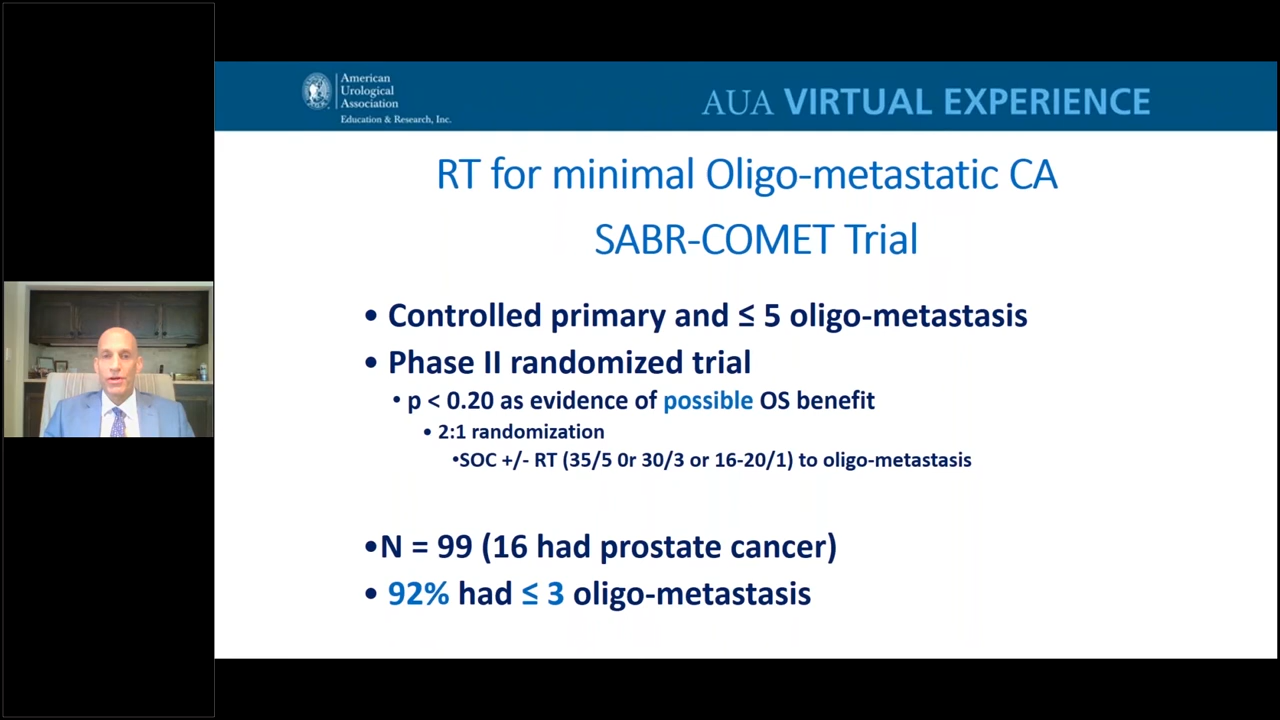 American
Urological
Association
Education & Research, Inc.
AUA VIRTUAL EXPERIENCE
RT for minimal Oligo-metastatic CA
SABR-COMET Trial
• Controlled primary and ≤ 5 oligo-metastasis
• Phase II randomized trial
• p < 0.20 as evidence of possible OS benefit
• 2:1 randomization
•SOC +/- RT (35/5 0r 30/3 or 16-20/1) to oligo-metastasis
•N = 99 (16 had prostate cancer)
• 92% had ≤ 3 oligo-metastasis